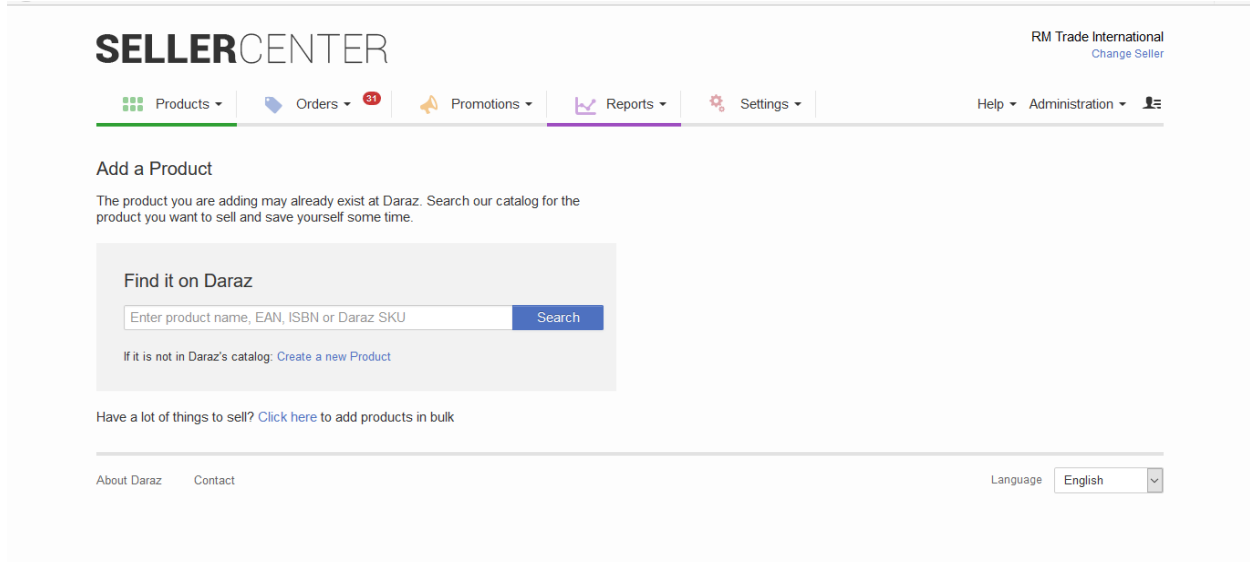 SELLERCENTER
RM Trade International
Change Seller
Products Orders 31 Promotions Reports Settings Help Administration
Add a Product
The product you are adding may already exist at Daraz. Search our catalog for the
product you want to sell and save yourself some time.
Find it on Daraz
Enter product name, EAN, ISBN or Daraz SKU Search
If it is not in Daraz's catalog: Create a new Product
Have a lot of things to sell? Click here to add products in bulk
About Daraz Contact Language English